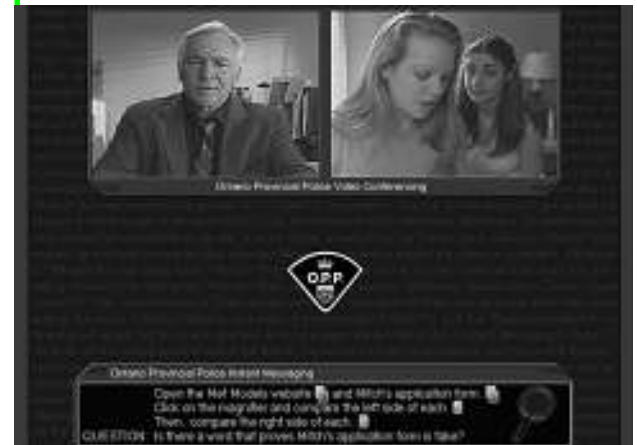 Ontario Provincial Police Video Conferencing
O.P.P.
Ontario Provincial Police Instant Messaging
Open the Net Models website and Mitch's application form.
Click on the magnifier and compare the left side of each.
Then, compare the right side of each.
QUESTION: Is there a word that proves Mitch's application form is fake?